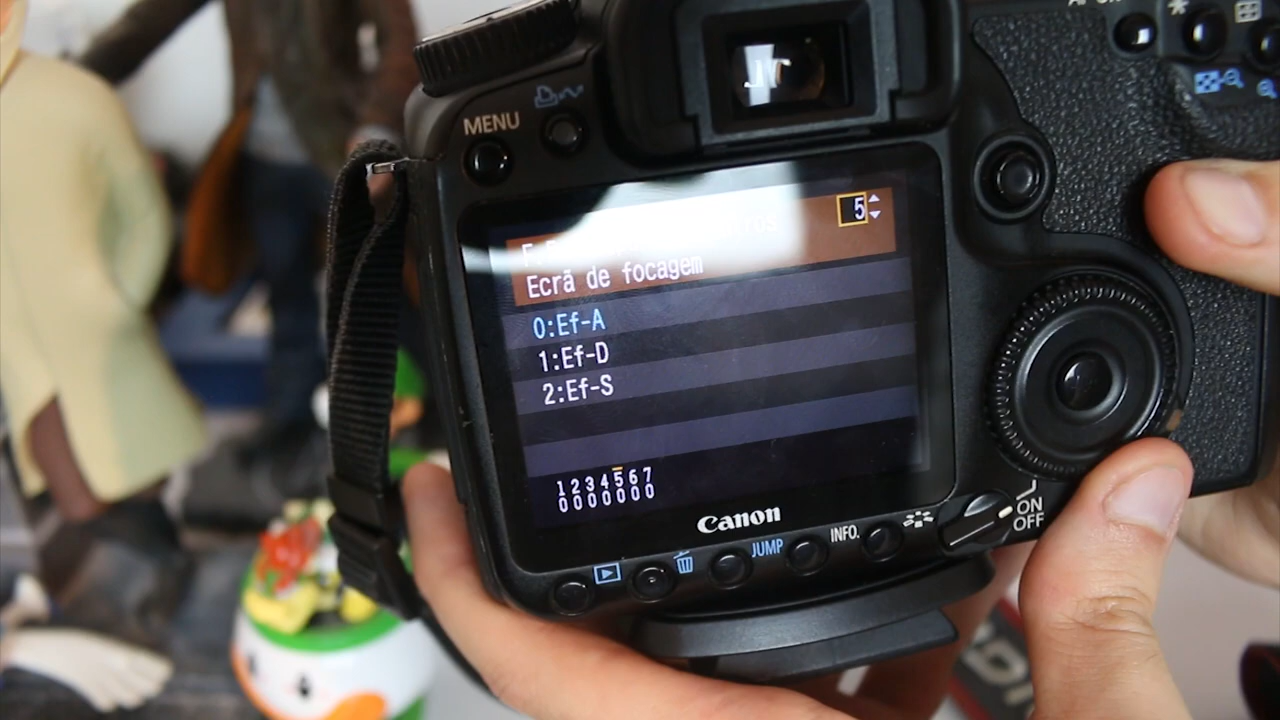 MENU
5
Ecrã de focagem
0:Ef-A
1:Ef-D
2:Ef-S
1234567
0000000
Canon
JUMP
INFO.
ON
OFF